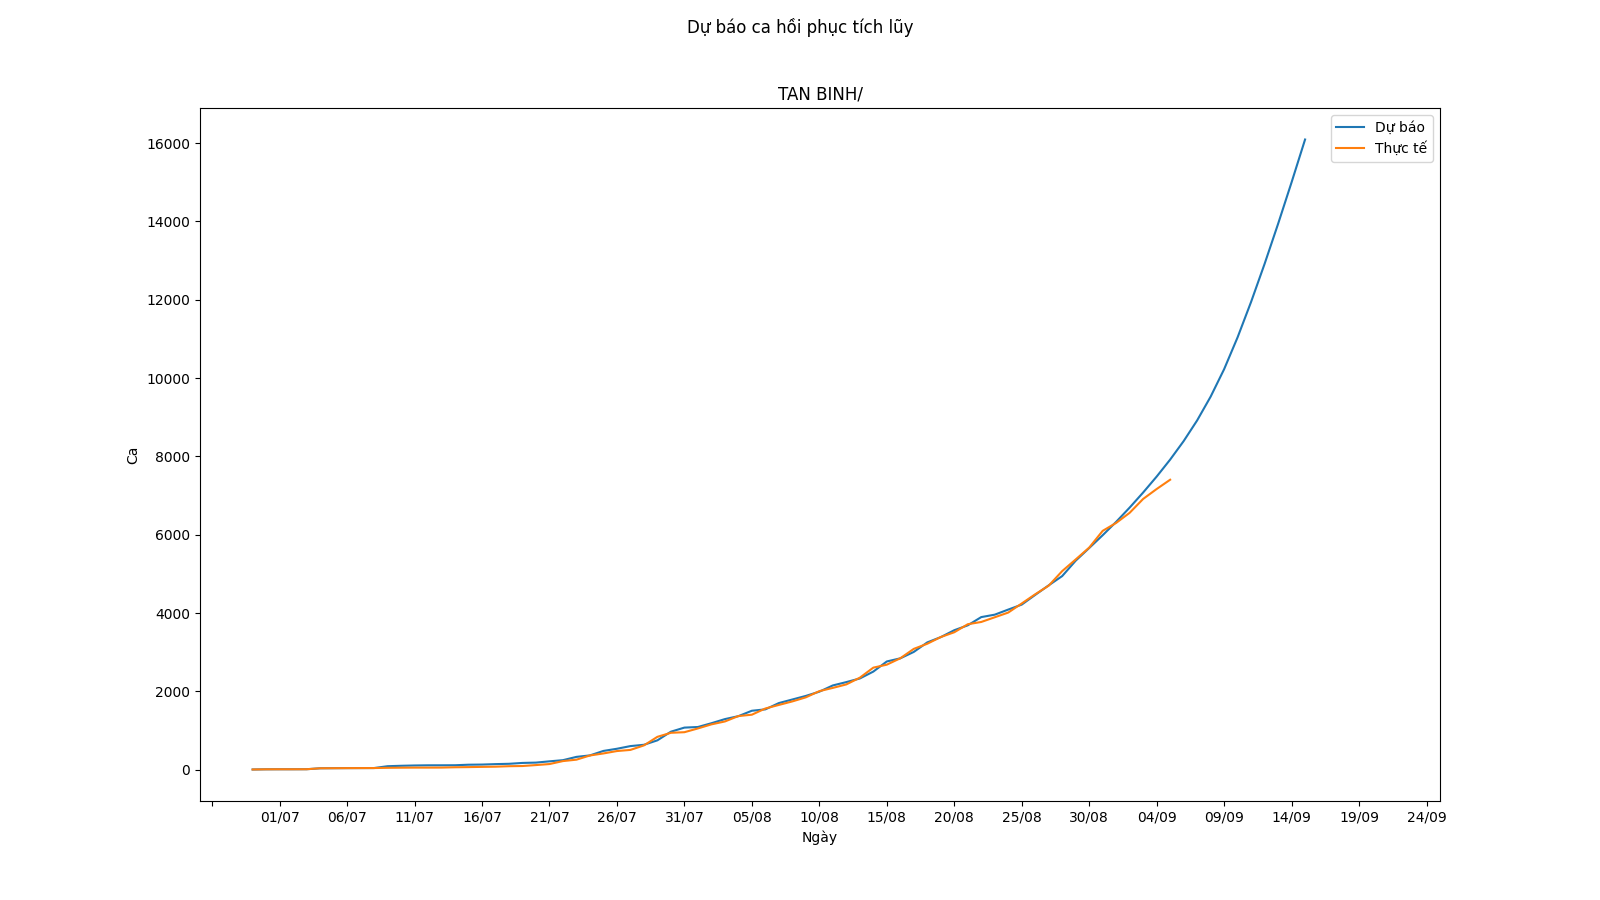 Dự báo ca hồi phục tích lũy
TAN BINH/
Dự báo
Thực tế
16000
14000
12000
10000
8000
6000
4000
2000
0
Ca
01/07 06/07 11/07 16/07 21/07 26/07 31/07 05/08 10/08 15/08 20/08 25/08 30/08 04/09 09/09 14/09 19/09 24/09
Ngày